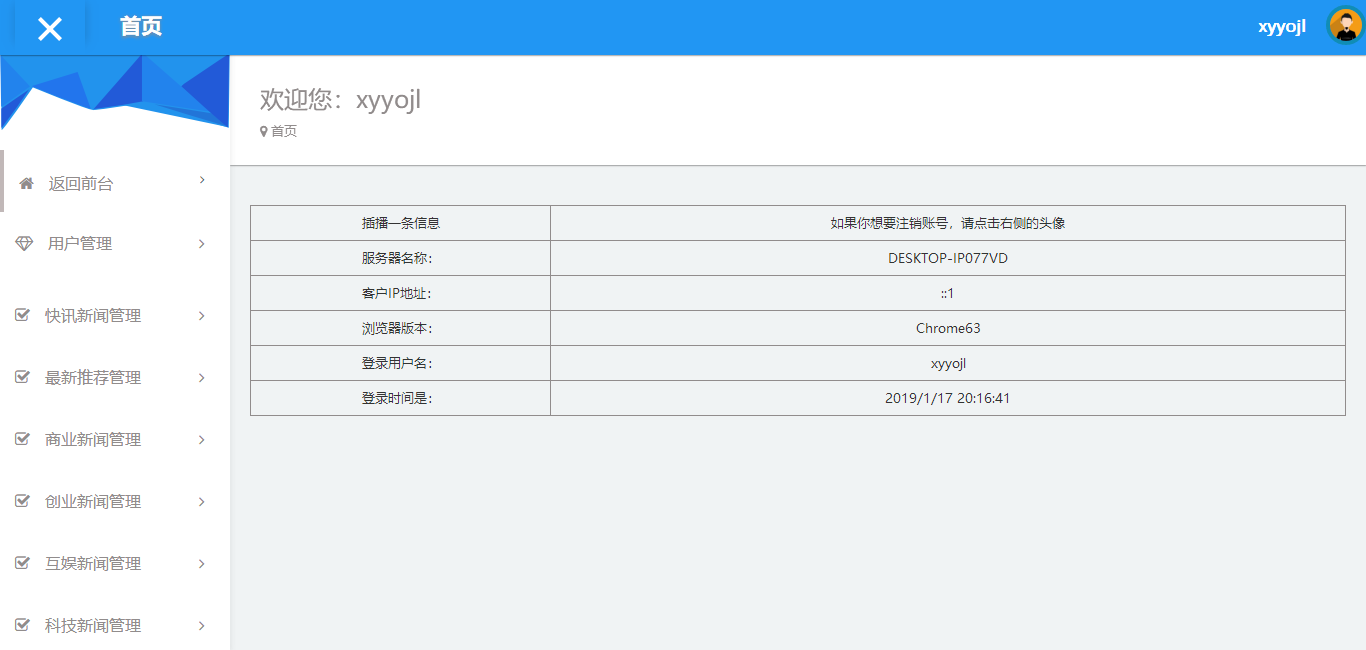 首页
xyyojl
欢迎您：xyyojl
首页
返回前台
用户管理
快讯新闻管理
最新推荐管理
商业新闻管理
创业新闻管理
互娱新闻管理
科技新闻管理
插播一条信息 如果你想要注销账号，请点击右侧的头像
服务器名称： DESKTOP-IP077VD
客户IP地址： ::1
浏览器版本： Chrome63
登录用户名： xyyojl
登录时间是： 2019/1/17 20:16:41